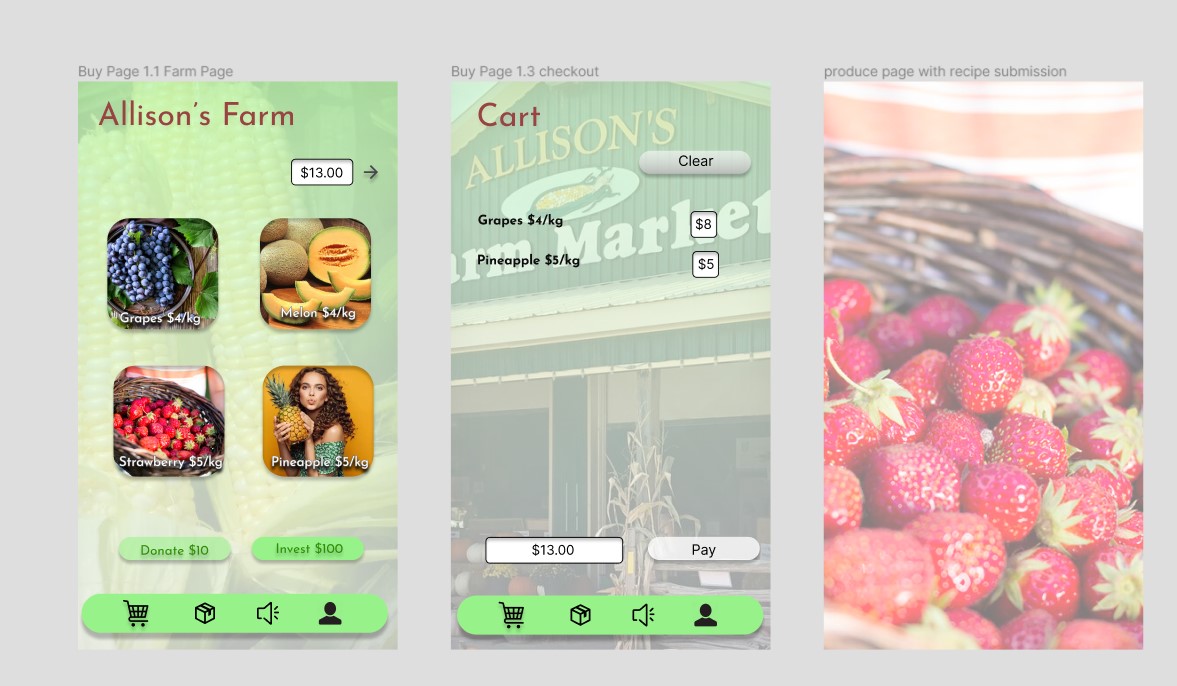 Buy Page 1.1 Farm Page
Allison's Farm
$13.00
Grapes $4/kg
Melon $4/kg
Strawberry $5/kg
Pineapple $5/kg
Donate $10
Invest $100
Buy Page 1.3 checkout
Cart
ALLISON'S
Clear
Farm Market
Grapes $4/kg
$8
Pineapple $5/kg
$5
$13.00
Pay
produce page with recipe submission